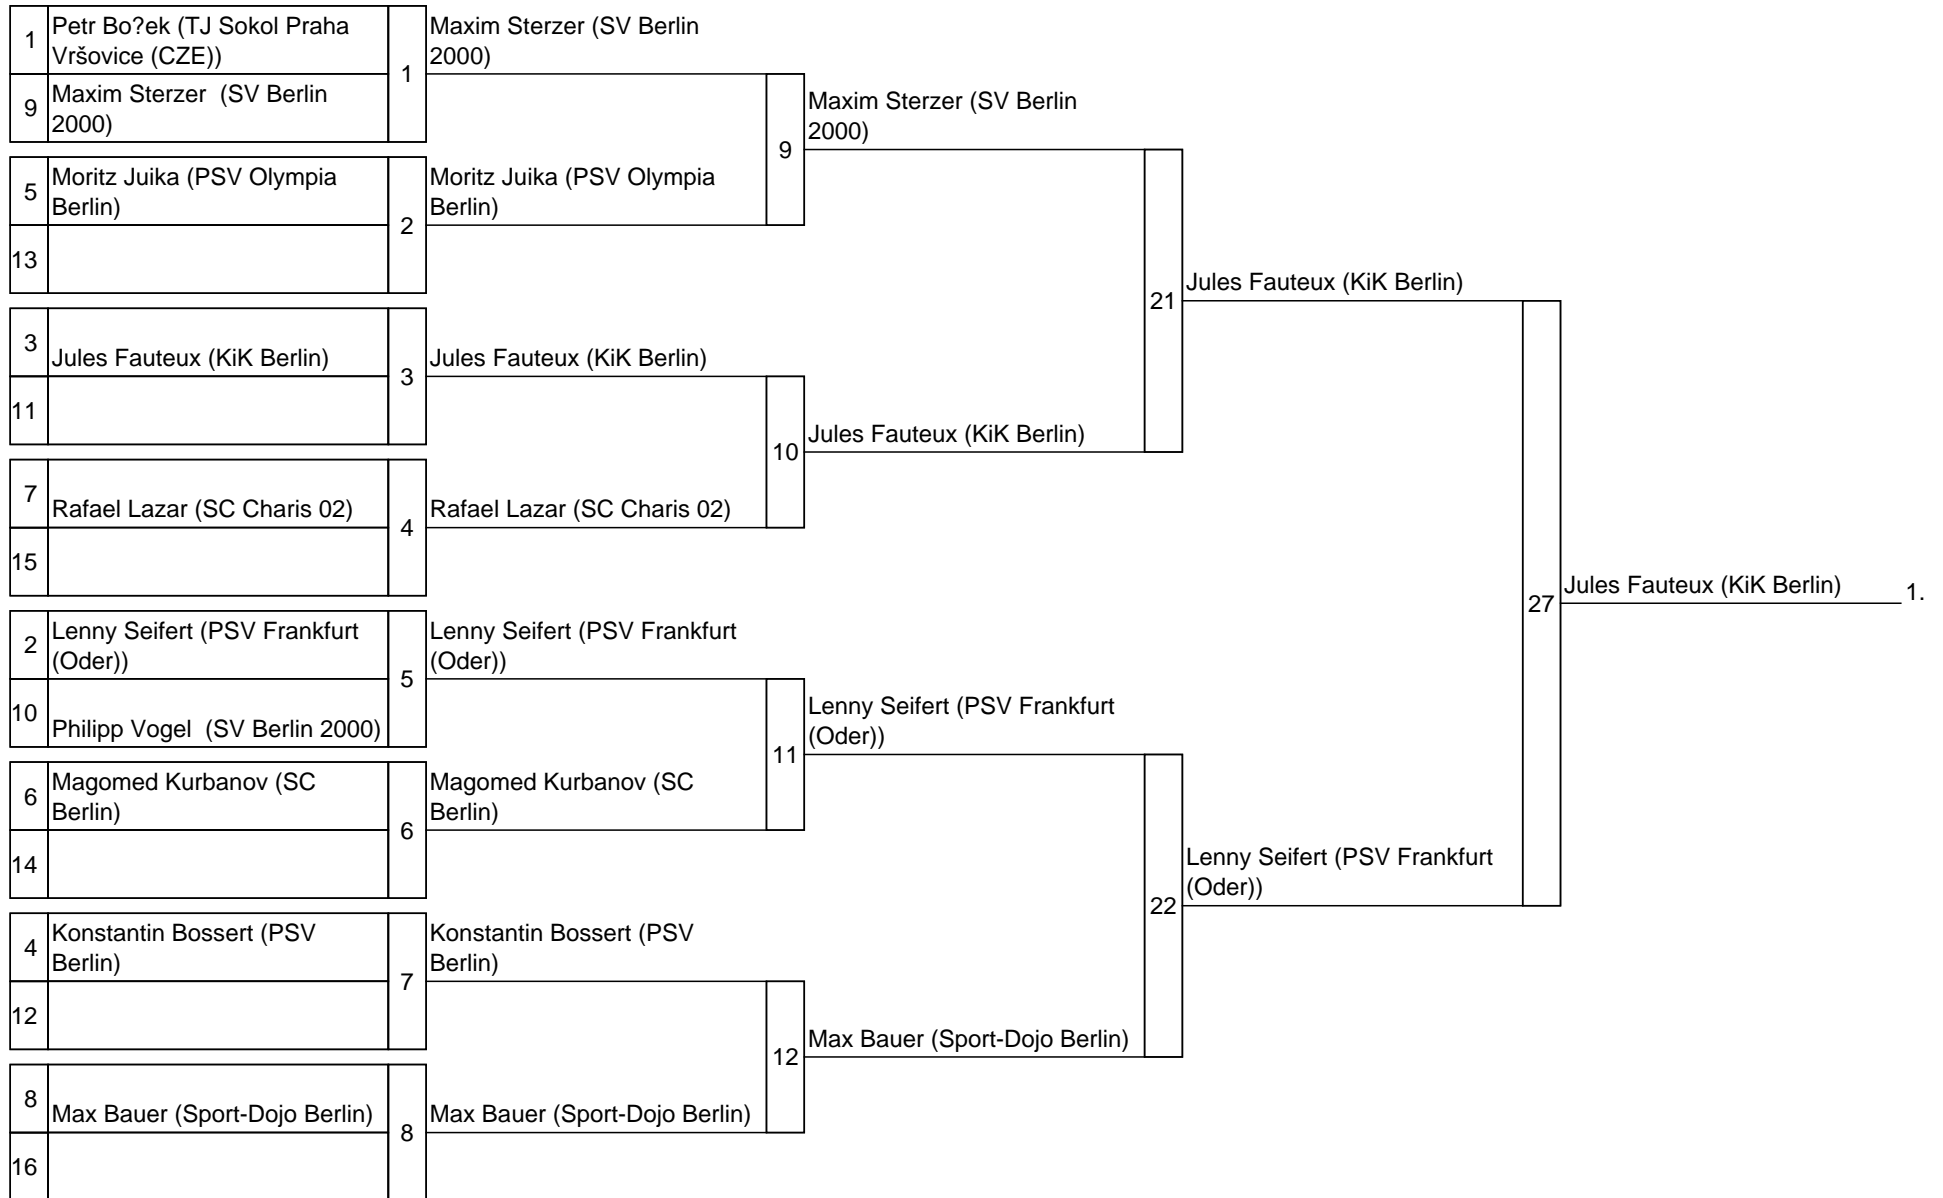 1
Petr Bo?ek (TJ Sokol Praha
Vršovice (CZE))
9
Maxim Sterzer  (SV Berlin
2000)
1
5
Moritz Juika (PSV Olympia
Berlin)
13
2
3
Jules Fauteux (KiK Berlin)
11
3
7
Rafael Lazar (SC Charis 02)
15
4
2
Lenny Seifert (PSV Frankfurt
(Oder))
10
Philipp Vogel  (SV Berlin 2000)
5
6
Magomed Kurbanov (SC
Berlin)
14
6
4
Konstantin Bossert (PSV
Berlin)
12
7
8
Max Bauer (Sport-Dojo Berlin)
16
8
Maxim Sterzer (SV Berlin
2000)
Moritz Juika (PSV Olympia
Berlin)
9
Jules Fauteux (KiK Berlin)
Rafael Lazar (SC Charis 02)
10
Lenny Seifert (PSV Frankfurt
(Oder))
Magomed Kurbanov (SC
Berlin)
11
Konstantin Bossert (PSV
Berlin)
Max Bauer (Sport-Dojo Berlin)
12
Maxim Sterzer (SV Berlin
2000)
Jules Fauteux (KiK Berlin)
21
Lenny Seifert (PSV Frankfurt
(Oder))
Max Bauer (Sport-Dojo Berlin)
22
Jules Fauteux (KiK Berlin)
Lenny Seifert (PSV Frankfurt
(Oder))
27
Jules Fauteux (KiK Berlin)
1.